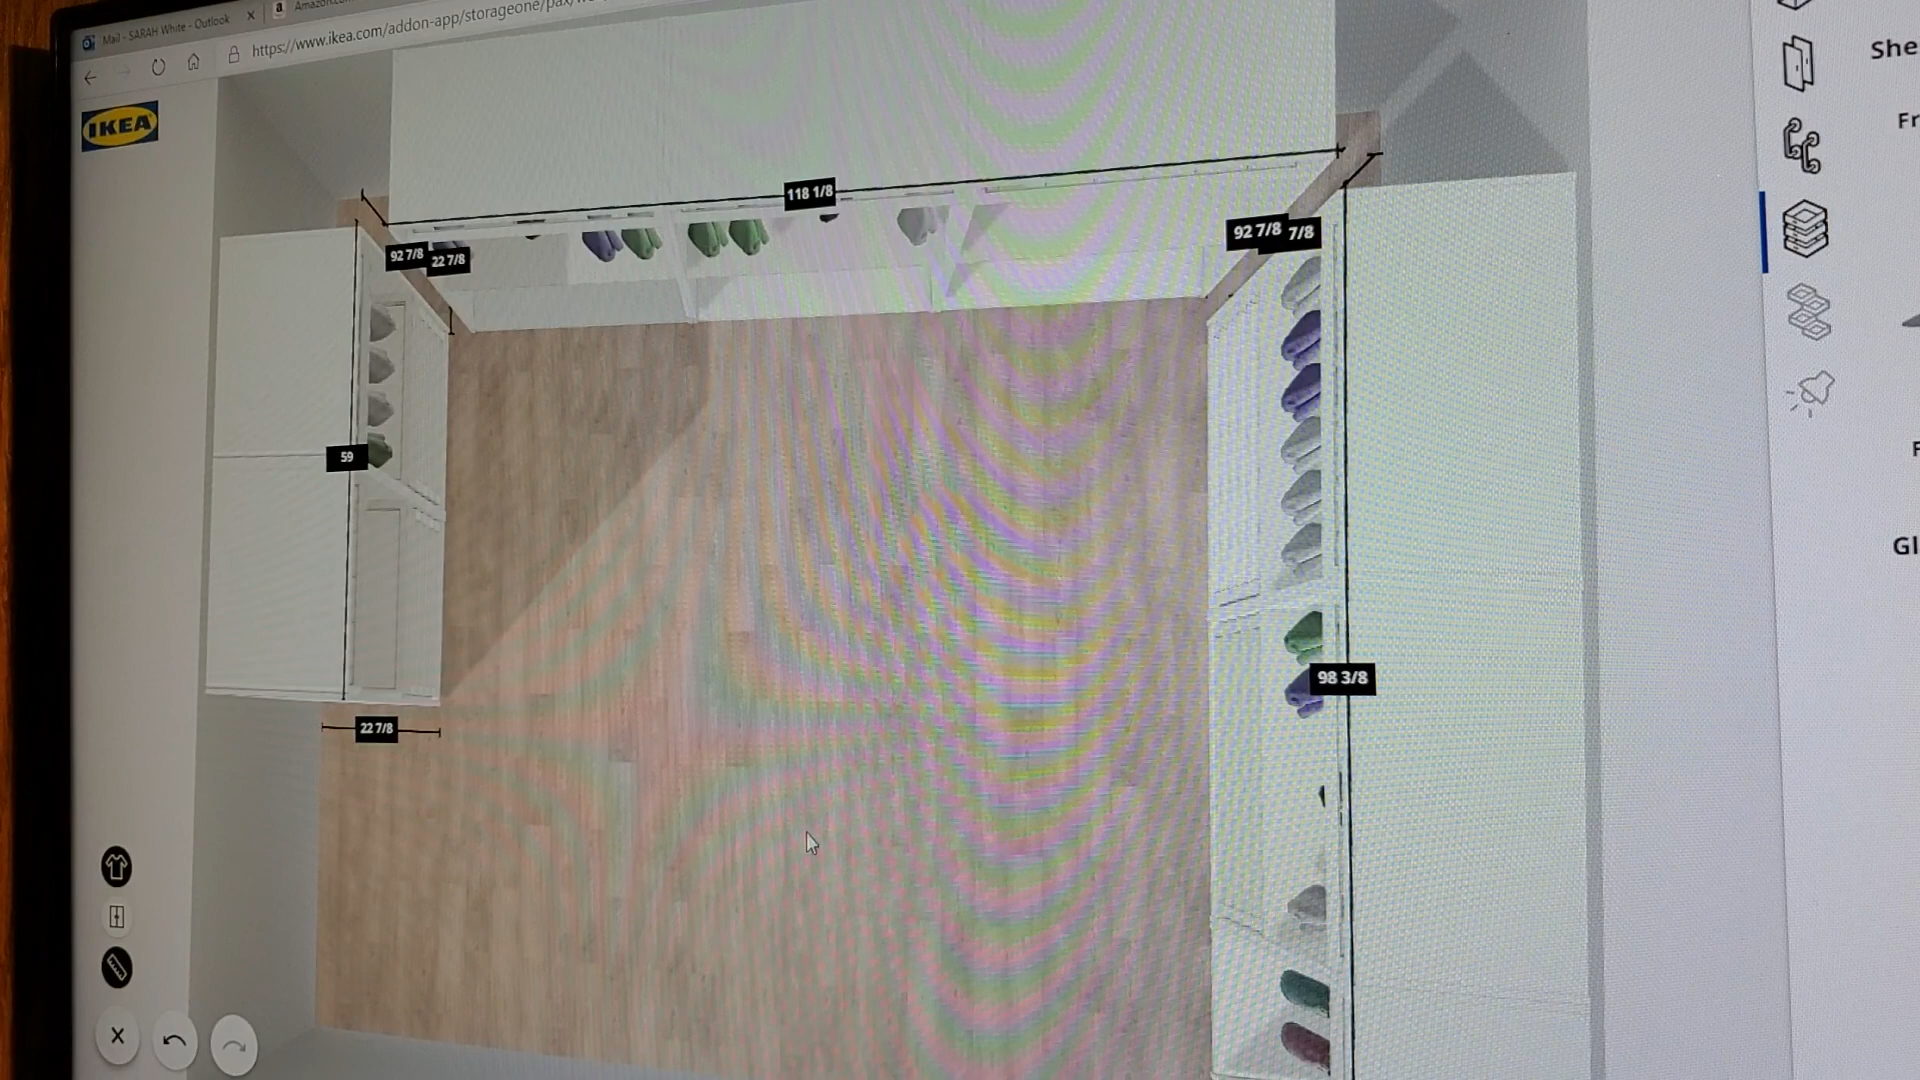 Mail - SARAH White - Outlook
https://www.ikea.com/addon-app/storageone/pax/
IKEA
118 1/8
92 7/8
22 7/8
92 7/8
7/8
59
98 3/8
22 7/8
She
Fr
F
Gl